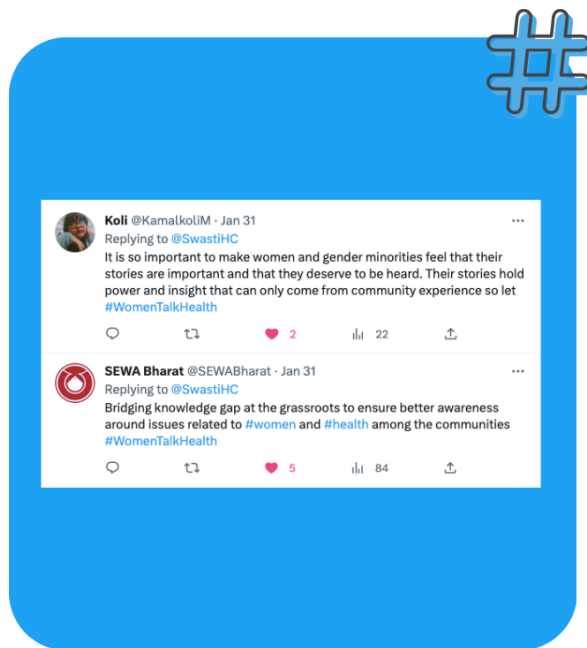 Koli @KamalkoliM · Jan 31
Replying to @SwastiHC
It is so important to make women and gender minorities feel that their
stories are important and that they deserve to be heard. Their stories hold
power and insight that can only come from community experience so let
#WomenTalkHealth
2 22
SEWA Bharat @SEWABharat · Jan 31
Replying to @SwastiHC
Bridging knowledge gap at the grassroots to ensure better awareness
around issues related to #women and #health among the communities
#WomenTalkHealth
5 84